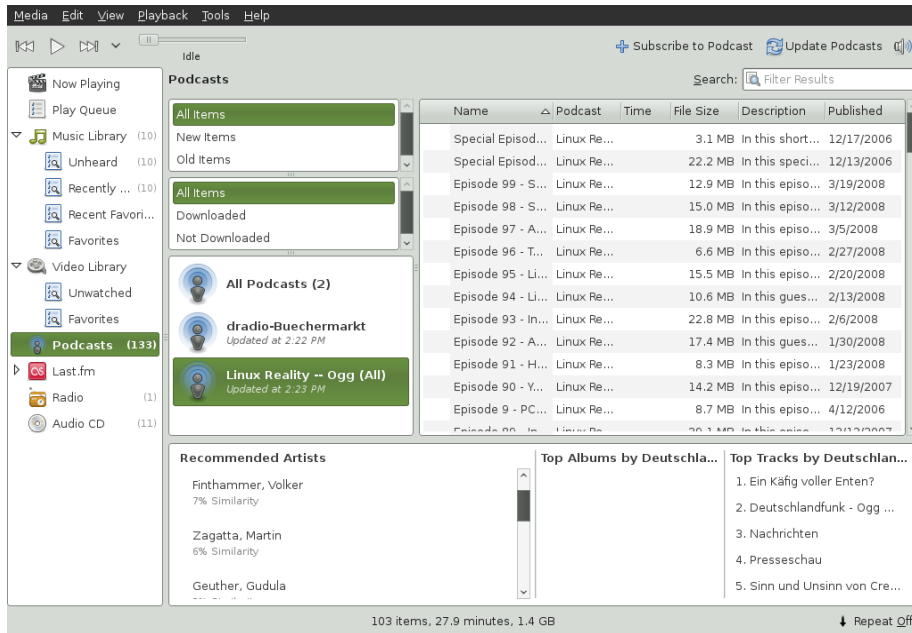 Media Edit View Playback Tools Help
Idle
Subscribe to Podcast Update Podcasts
Now Playing
Play Queue
Music Library (10)
Unheard (10)
Recently ... (10)
Recent Favori...
Favorites
Video Library
Unwatched
Favorites
Podcasts (133)
Last.fm
Radio (1)
Audio CD (11)
Podcasts
Search: Filter Results
All Items
New Items
Old Items
All Items
Downloaded
Not Downloaded
All Podcasts (2)
dradio-Buechermarkt
Updated at 2:22 PM
Linux Reality -- Ogg (All)
Updated at 2:23 PM
Name Podcast Time File Size Description Published
Special Episod... Linux Re... 3.1 MB In this short... 12/17/2006
Special Episod... Linux Re... 22.2 MB In this speci... 12/13/2006
Episode 99 - S... Linux Re... 12.9 MB In this episo... 3/19/2008
Episode 98 - S... Linux Re... 15.0 MB In this episo... 3/12/2008
Episode 97 - A... Linux Re... 18.9 MB In this episo... 3/5/2008
Episode 96 - T... Linux Re... 6.6 MB In this episo... 2/27/2008
Episode 95 - Li... Linux Re... 15.5 MB In this episo... 2/20/2008
Episode 94 - Li... Linux Re... 10.6 MB In this gues... 2/13/2008
Episode 93 - In... Linux Re... 22.8 MB In this episo... 2/6/2008
Episode 92 - A... Linux Re... 17.4 MB In this gues... 1/30/2008
Episode 91 - H... Linux Re... 8.3 MB In this episo... 1/23/2008
Episode 90 - Y... Linux Re... 14.2 MB In this episo... 12/19/2007
Episode 9 - PC... Linux Re... 8.7 MB In this episo... 4/12/2006
Recommended Artists
Finthammer, Volker
7% Similarity
Zagatta, Martin
6% Similarity
Geuther, Gudula
Top Albums by Deutschla...
Top Tracks by Deutschlan...
1. Ein Käfig voller Enten?
2. Deutschlandfunk - Ogg ...
3. Nachrichten
4. Presseschau
5. Sinn und Unsinn von Cre...
103 items, 27.9 minutes, 1.4 GB
Repeat Off